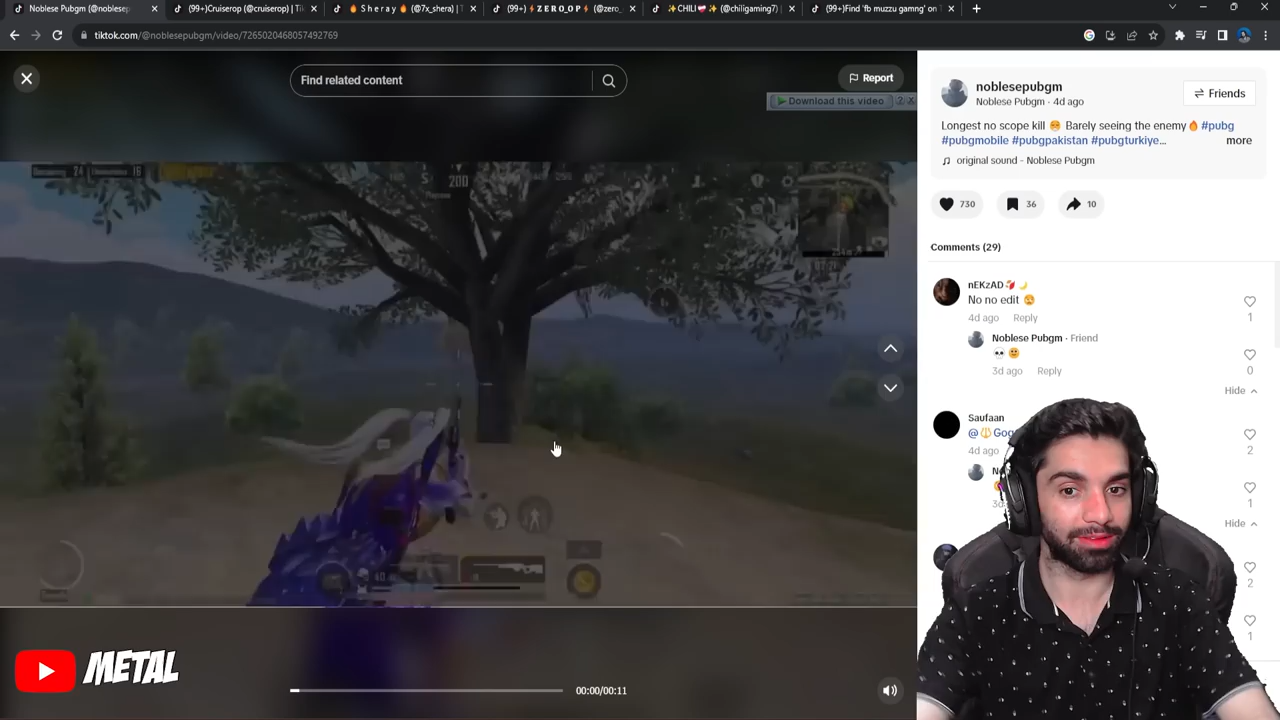 Noblese Pubgm (@noblesep
(99+)Cruiserop (@cruiserop) | Tik
🔥 S h e r a y 🔥 (@7x_shera) | T
(99+) ⚡ 𝗭 𝗘 𝗥 𝗢_𝗢 𝗣 ⚡ (@zero_
✨CHILI❤️✨ (@chiligaming7) | T
(99+)Find 'fb muzzu gamng' on T
tiktok.com/@noblesepubgm/video/7265020468057492769
Find related content
Report
Download this video
200
noblesepubgm
Noblese Pubgm · 4d ago
Friends
Longest no scope kill 😁 Barely seeing the enemy🔥 #pubg
#pubgmobile #pubgpakistan #pubgturkiye...
more
original sound - Noblese Pubgm
730
36
10
Comments (29)
nEKzAD
No no edit
4d ago Reply
1
Noblese Pubgm · Friend
3d ago Reply
0
Hide
Saufaan
4d ago
2
1
Hide
2
1
METAL
00:00/00:11